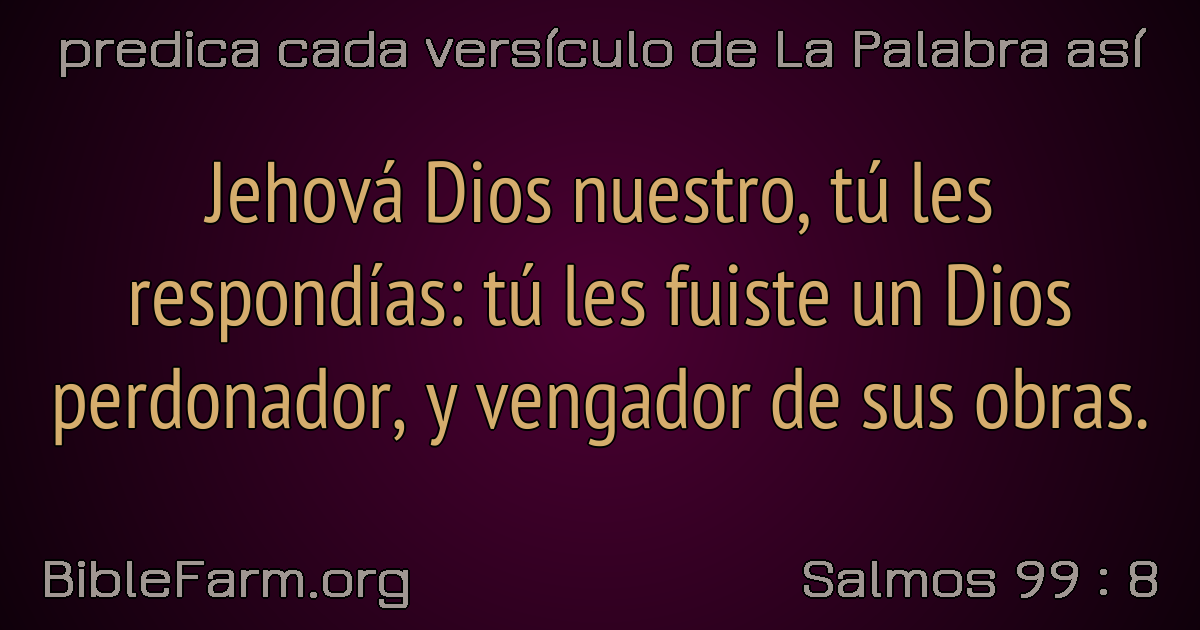 predica cada versículo de La Palabra así
Jehová Dios nuestro, tú les
respondías: tú les fuiste un Dios
perdonador, y vengador de sus obras.
BibleFarm.org
Salmos 99 : 8